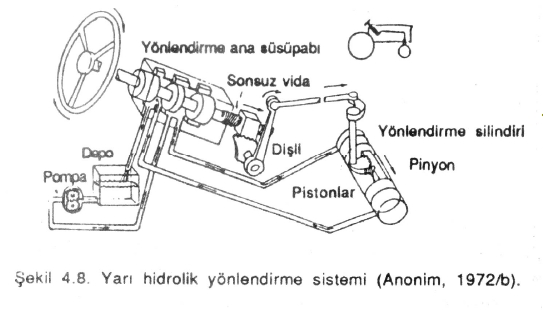 Yönlendirme ana süsüpabı
Sonsuz vida
Dişli
Yönlendirme silindiri
Pinyon
Depo
Pompa
Pistonlar
Şekil 4.8. Yarı hidrolik yönlendirme sistemi (Anonim, 1972/b).